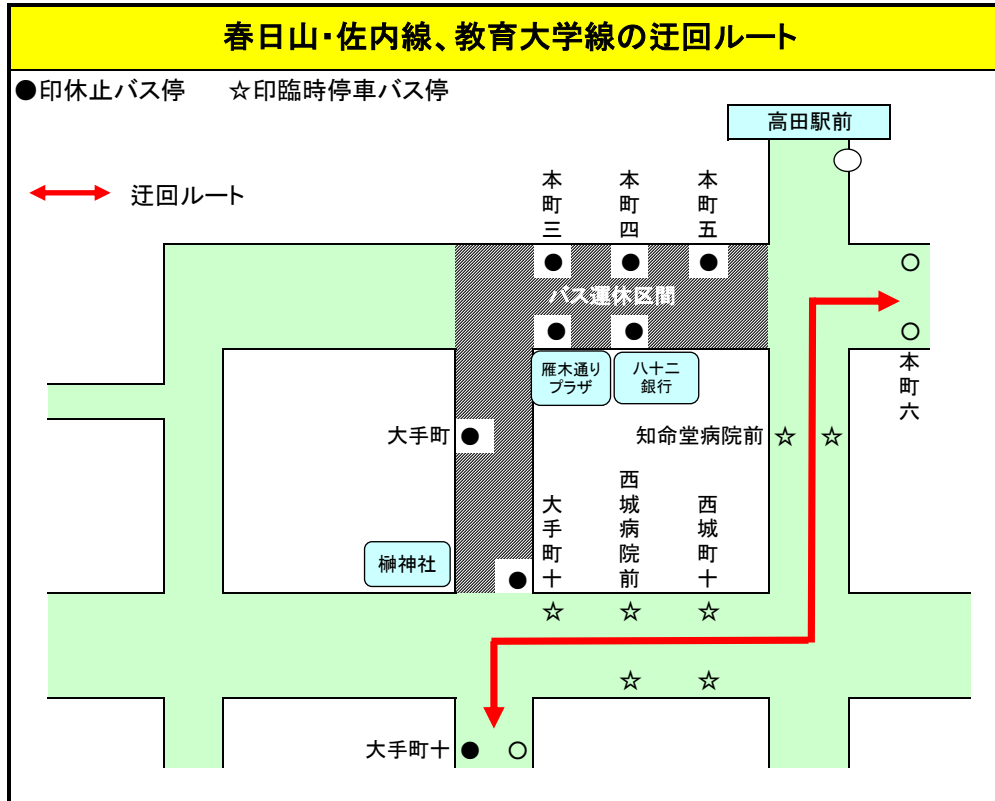 春日山・佐内線、教育大学線の迂回ルート
●印休止バス停　☆印臨時停車バス停
高田駅前
迂回ルート
本町三
本町四
本町五
バス運休区間
雁木通り
プラザ
八十二
銀行
本町六
大手町
知命堂病院前
大手町十
西城病院前
西城町十
榊神社
大手町十